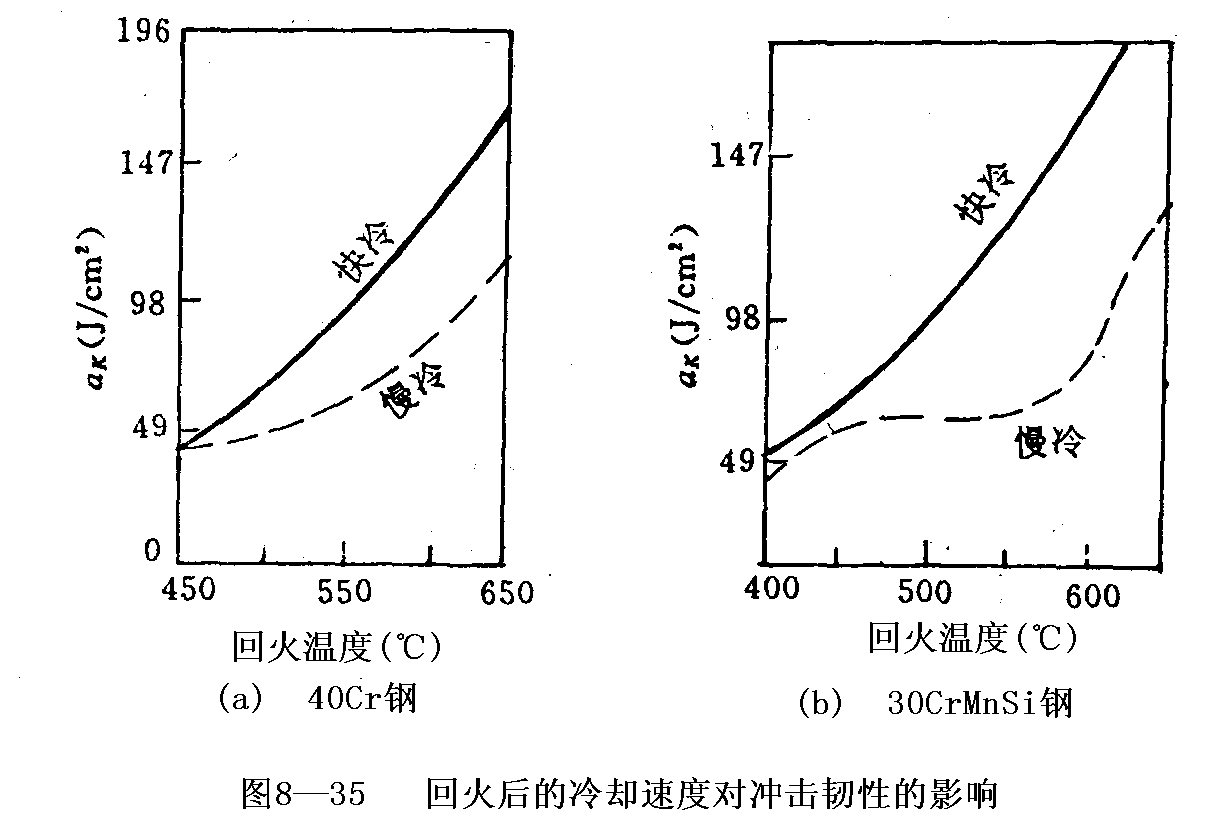 196
147
98
49
0
aK(J/cm²)
快冷
慢冷
450
550
650
回火温度(℃)
(a) 40Cr钢
147
98
49
aK(J/cm²)
快冷
慢冷
400
500
600
回火温度(℃)
(b) 30CrMnSi钢
图8—35 回火后的冷却速度对冲击韧性的影响